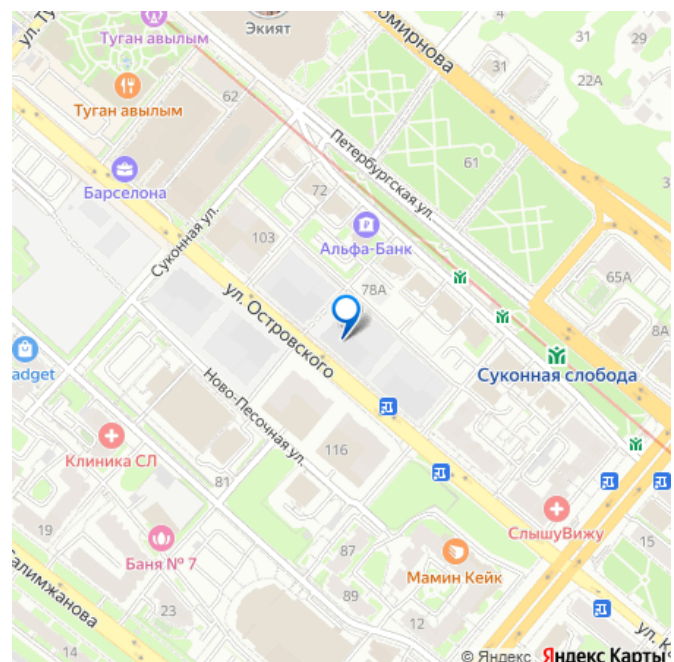 ул. Ту
Туган авылым
Экият
омирнова
4
31
29
31
22А
Туган авылым
62
Петербургская ул.
61
3
Барселона
72
Суконная ул.
103
Альфа-Банк
78А
65А
ул. Островского
8А
adget
Суконная слобода
Ново-Песочная ул.
Клиника СЛ
116
81
СлышуВижу
19
Баня № 7
87
Мамин Кейк
15
алимжанова
23
89
12
14
ул. К
© Яндекс Яндекс Карты